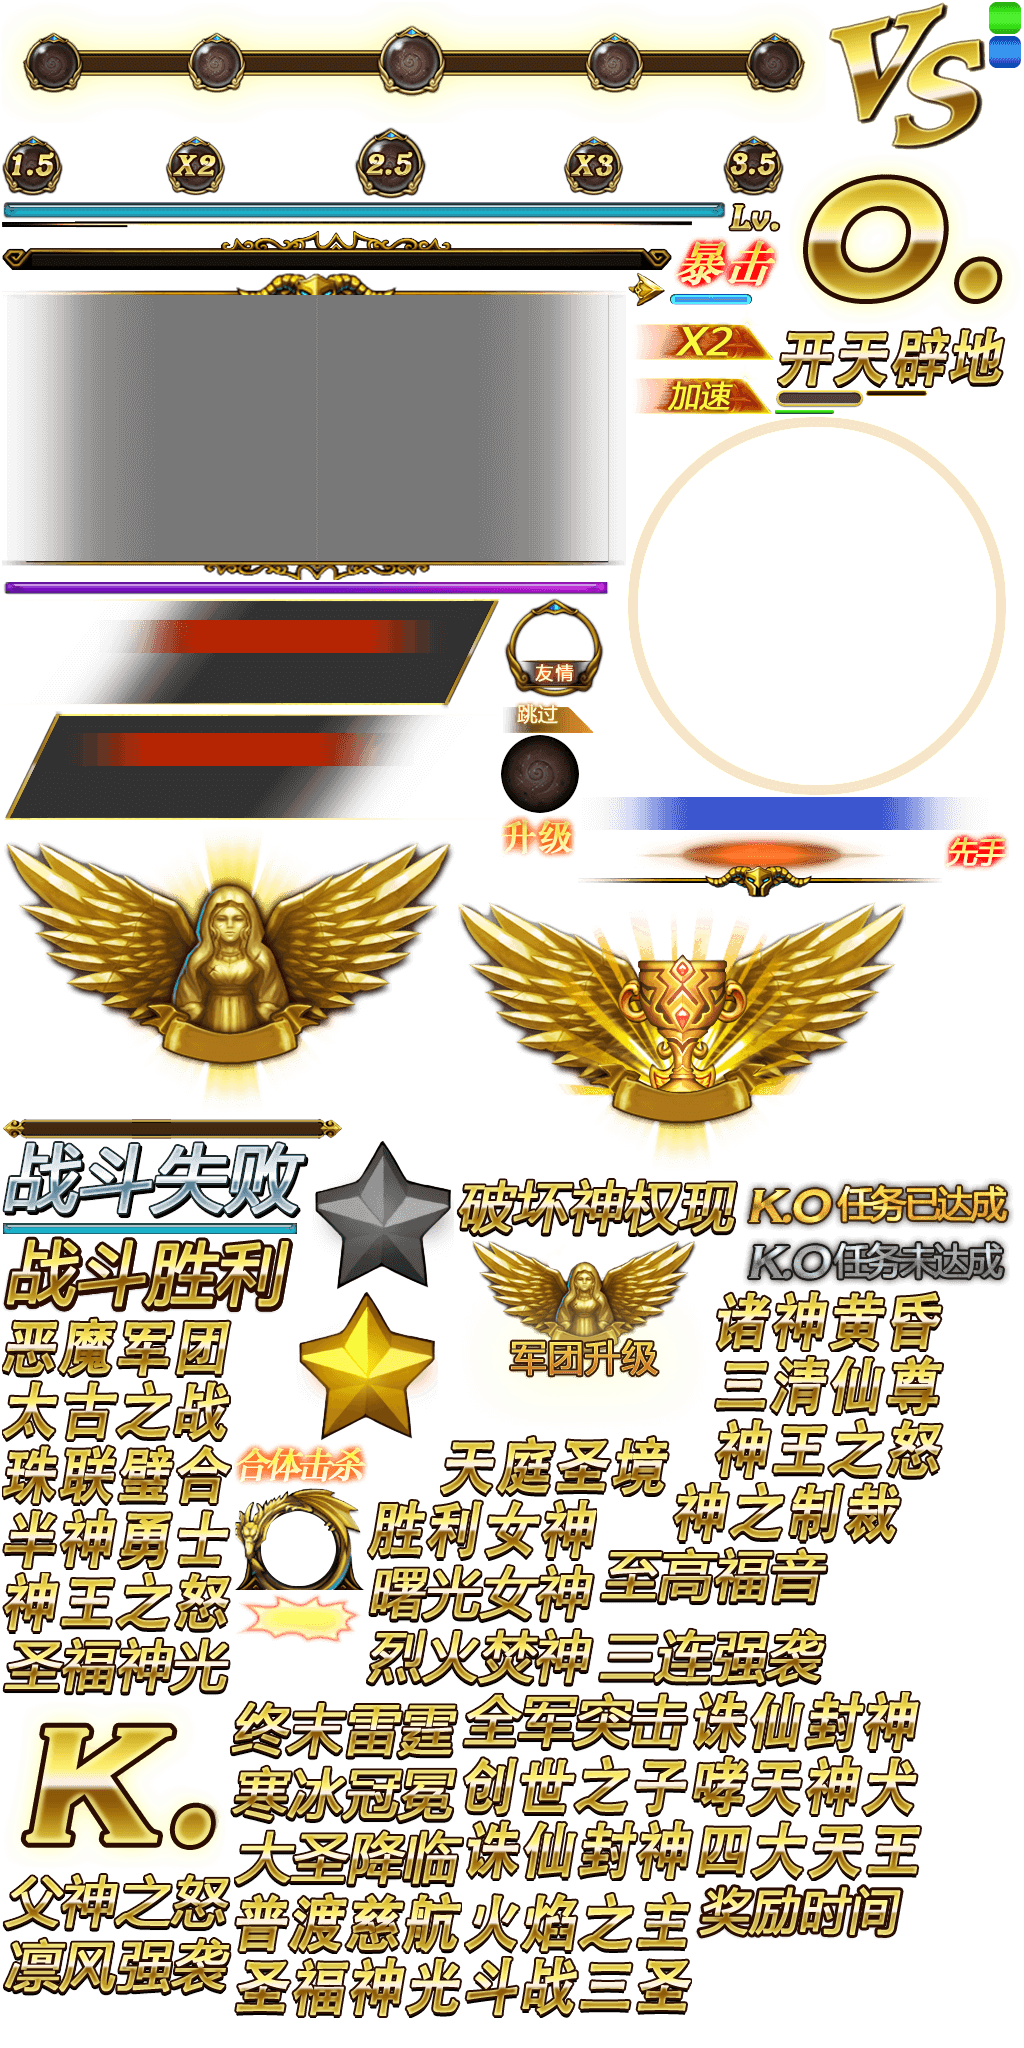 VS
1.5
X2
2.5
X3
3.5
Lv.
暴击
O.
X2
开天辟地
加速
友情
跳过
升级
先手
战斗失败
破坏神权现
K.O任务已达成
战斗胜利
K.O任务未达成
军团升级
恶魔军团
诸神黄昏
太古之战
三清仙尊
珠联璧合
合体击杀
天庭圣境
神王之怒
半神勇士
胜利女神
神之制裁
神王之怒
曙光女神
至高福音
圣福神光
烈火焚神
三连强袭
K.
终末雷霆
全军突击
诛仙封神
寒冰冠冕
创世之子
哮天神犬
大圣降临
诛仙封神
四大天王
父神之怒
普渡慈航
火焰之主
奖励时间
凛风强袭
圣福神光
斗战三圣